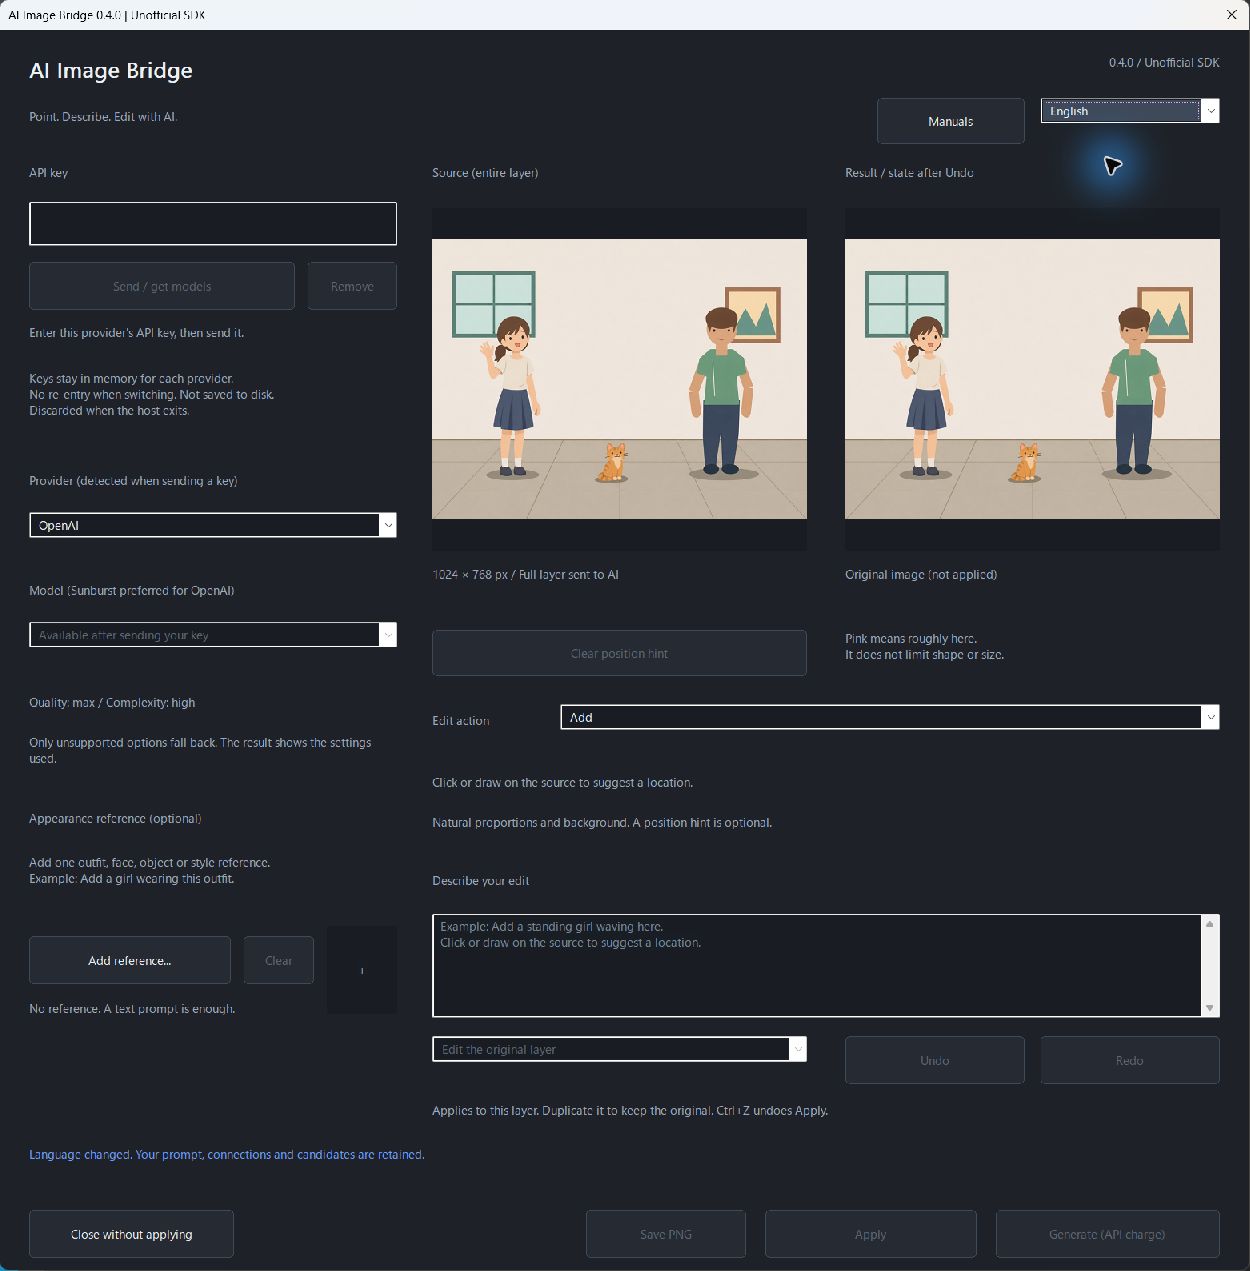 AI Image Bridge 0.4.0 | Unofficial SDK
AI Image Bridge
0.4.0 / Unofficial SDK
Point. Describe. Edit with AI.
Manuals
English
API key
Send / get models
Remove
Enter this provider's API key, then send it.
Keys stay in memory for each provider.
No re-entry when switching. Not saved to disk.
Discarded when the host exits.
Provider (detected when sending a key)
OpenAI
Model (Sunburst preferred for OpenAI)
Available after sending your key
Quality: max / Complexity: high
Only unsupported options fall back. The result shows the settings
used.
Appearance reference (optional)
Add one outfit, face, object or style reference.
Example: Add a girl wearing this outfit.
Add reference...
Clear
No reference. A text prompt is enough.
Source (entire layer)
Result / state after Undo
1024 × 768 px / Full layer sent to AI
Original image (not applied)
Clear position hint
Pink means roughly here.
It does not limit shape or size.
Edit action
Add
Click or draw on the source to suggest a location.
Natural proportions and background. A position hint is optional.
Describe your edit
Example: Add a standing girl waving here.
Click or draw on the source to suggest a location.
Edit the original layer
Undo
Redo
Applies to this layer. Duplicate it to keep the original. Ctrl+Z undoes Apply.
Language changed. Your prompt, connections and candidates are retained.
Close without applying
Save PNG
Apply
Generate (API charge)